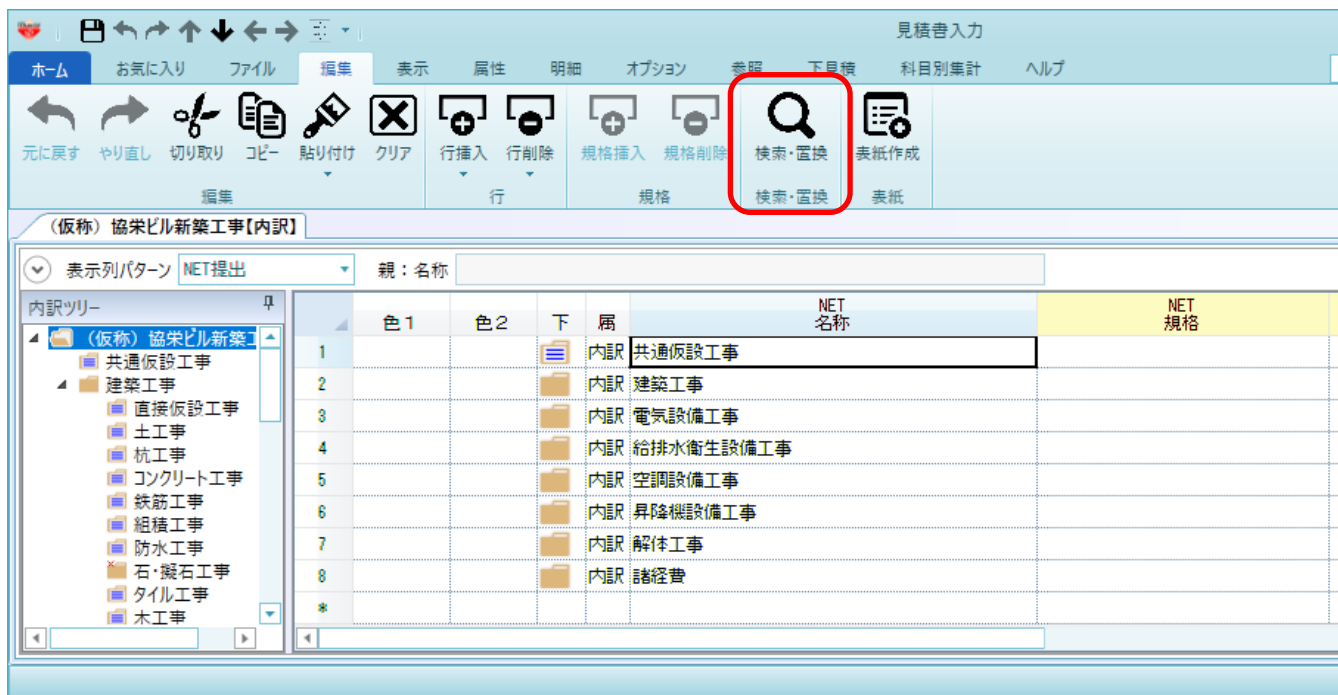 見積書入力
ホーム お気に入り ファイル 編集 表示 属性 明細 オプション 参照 下見積 科目別集計 ヘルプ
元に戻す やり直し 切り取り コピー 貼り付け クリア 行挿入 行削除 規格挿入 規格削除 検索・置換 表紙作成
編集 行 規格 検索・置換 表紙
(仮称) 協栄ビル新築工事【内訳】
表示列パターン NET提出 親：名称
内訳ツリー
(仮称) 協栄ビル新築工
共通仮設工事
建築工事
直接仮設工事
土工事
杭工事
コンクリート工事
鉄筋工事
組積工事
防水工事
石・擬石工事
タイル工事
木工事
色1 色2 下 属 NET 名称 NET 規格
1 内訳 共通仮設工事
2 内訳 建築工事
3 内訳 電気設備工事
4 内訳 給排水衛生設備工事
5 内訳 空調設備工事
6 内訳 昇降機設備工事
7 内訳 解体工事
8 内訳 諸経費
*